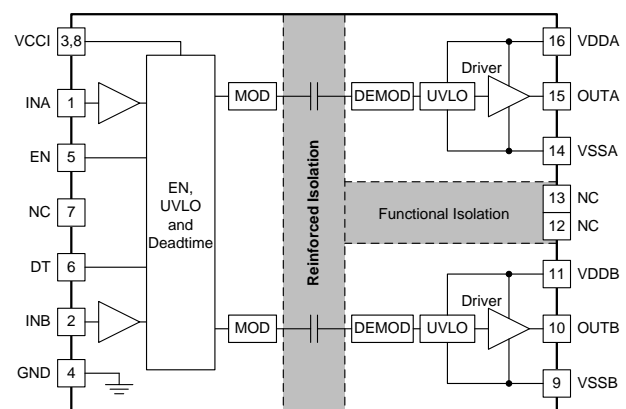 VCCI 3,8
16 VDDA
Driver
INA 1
MOD
DEMOD
UVLO
15 OUTA
EN 5
14 VSSA
EN,
UVLO
and
Deadtime
Reinforced Isolation
Functional Isolation
13 NC
NC 7
12 NC
DT 6
11 VDDB
Driver
INB 2
MOD
DEMOD
UVLO
10 OUTB
GND 4
9 VSSB